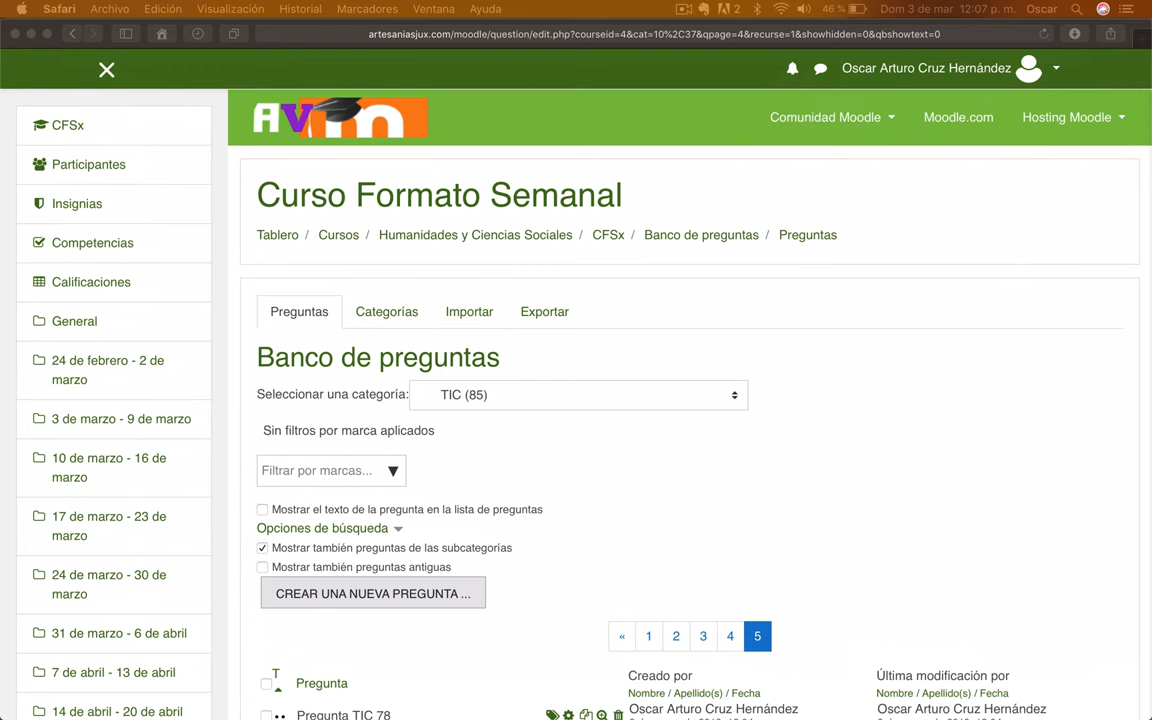 Safari Archivo Edición Visualización Historial Marcadores Ventana Ayuda 2 46 % Dom 3 de mar 12:07 p. m. Oscar
artesaniasjux.com/moodle/question/edit.php?courseid=4&cat=10%2C37&qpage=4&recurse=1&showhidden=0&qbshowtext=0
Oscar Arturo Cruz Hernández
AVIm
Comunidad Moodle Moodle.com Hosting Moodle
CFSx
Participantes
Insignias
Competencias
Calificaciones
General
24 de febrero - 2 de
marzo
3 de marzo - 9 de marzo
10 de marzo - 16 de
marzo
17 de marzo - 23 de
marzo
24 de marzo - 30 de
marzo
31 de marzo - 6 de abril
7 de abril - 13 de abril
14 de abril - 20 de abril
Curso Formato Semanal
Tablero / Cursos / Humanidades y Ciencias Sociales / CFSx / Banco de preguntas / Preguntas
Preguntas Categorías Importar Exportar
Banco de preguntas
Seleccionar una categoría: TIC (85)
Sin filtros por marca aplicados
Filtrar por marcas... ▼
Mostrar el texto de la pregunta en la lista de preguntas
Opciones de búsqueda
Mostrar también preguntas de las subcategorías
Mostrar también preguntas antiguas
CREAR UNA NUEVA PREGUNTA ...
« 1 2 3 4 5
T Pregunta
Creado por
Nombre / Apellido(s) / Fecha
Última modificación por
Nombre / Apellido(s) / Fecha
Pregunta TIC 78 Oscar Arturo Cruz Hernández Oscar Arturo Cruz Hernández